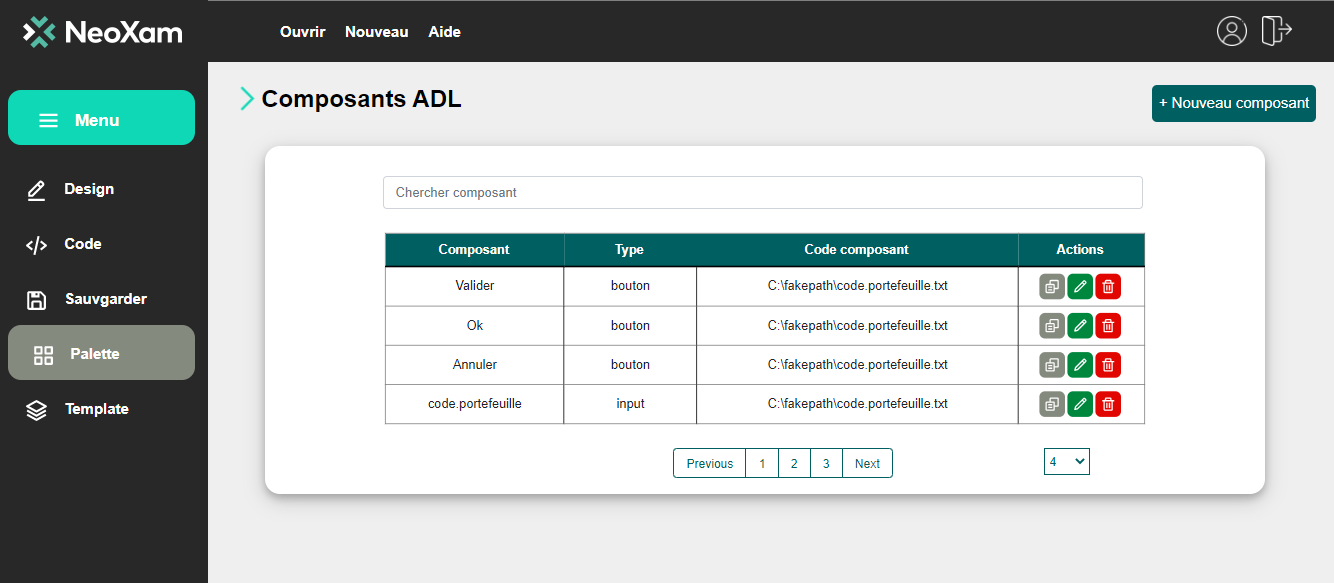 NeoXam
Ouvrir Nouveau Aide
Menu
Design
Code
Sauvgarder
Palette
Template
Composants ADL
+ Nouveau composant
Chercher composant
Composant Type Code composant Actions
Valider bouton C:\fakepath\code.portefeuille.txt
Ok bouton C:\fakepath\code.portefeuille.txt
Annuler bouton C:\fakepath\code.portefeuille.txt
code.portefeuille input C:\fakepath\code.portefeuille.txt
Previous 1 2 3 Next 4